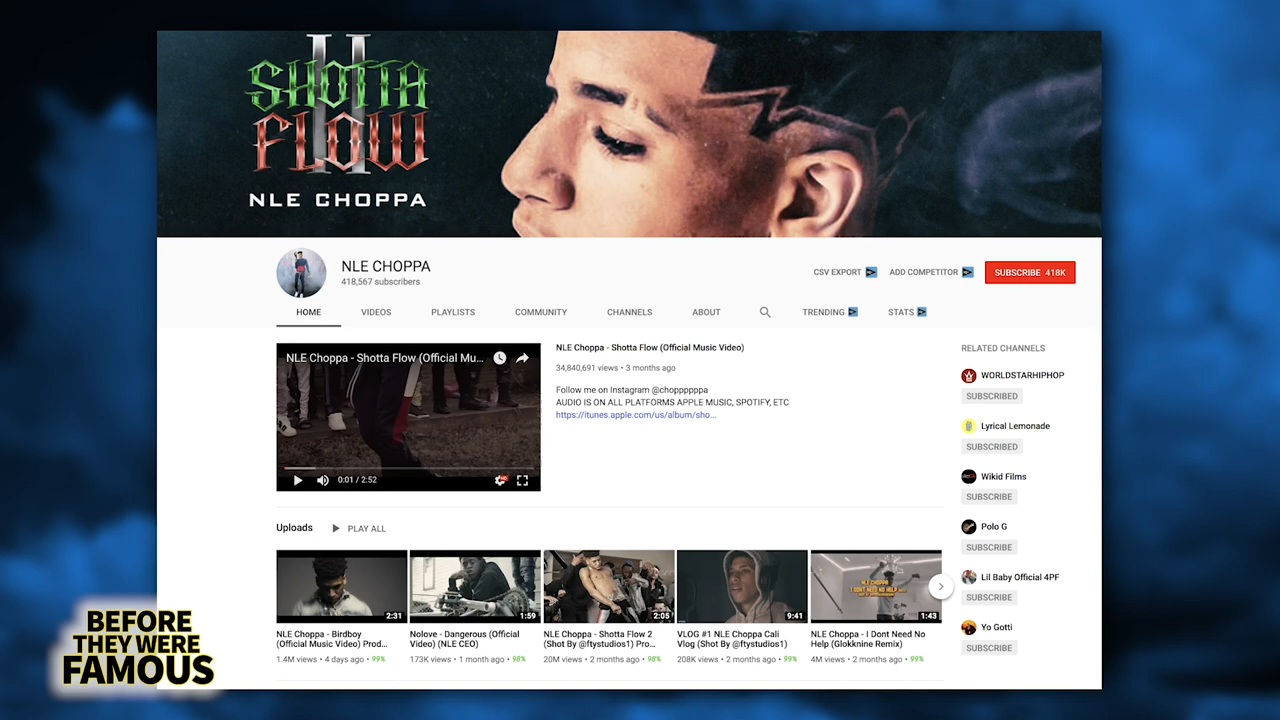 II
SHOTTA
FLOW
NLE CHOPPA
NLE CHOPPA
418,567 subscribers
CSV EXPORT
ADD COMPETITOR
SUBSCRIBE 418K
HOME
VIDEOS
PLAYLISTS
COMMUNITY
CHANNELS
ABOUT
TRENDING
STATS
NLE Choppa - Shotta Flow (Official Mu...
0:01 / 2:52
HD
NLE Choppa - Shotta Flow (Official Music Video)
34,840,691 views • 3 months ago
Follow me on Instagram @choppppppa
AUDIO IS ON ALL PLATFORMS APPLE MUSIC, SPOTIFY, ETC
https://itunes.apple.com/us/album/sho...
RELATED CHANNELS
WORLDSTARHIPHOP
SUBSCRIBED
Lyrical Lemonade
SUBSCRIBED
Wikid Films
SUBSCRIBE
Polo G
SUBSCRIBE
Lil Baby Official 4PF
SUBSCRIBE
Yo Gotti
SUBSCRIBE
Uploads
PLAY ALL
2:31
NLE Choppa - Birdboy
(Official Music Video) Prod...
1.4M views • 4 days ago • 99%
1:59
Nolove - Dangerous (Official
Video) (NLE CEO)
173K views • 1 month ago • 98%
2:05
NLE Choppa - Shotta Flow 2
(Shot By @ftystudios1) Pro...
20M views • 2 months ago • 98%
9:41
VLOG #1 NLE Choppa Cali
Vlog (Shot By @ftystudios1)
208K views • 2 months ago • 99%
NLE CHOPPA
I DON'T NEED NO HELP
1:43
NLE Choppa - I Dont Need No
Help (Glokknine Remix)
4M views • 2 months ago • 99%
BEFORE
THEY WERE
FAMOUS